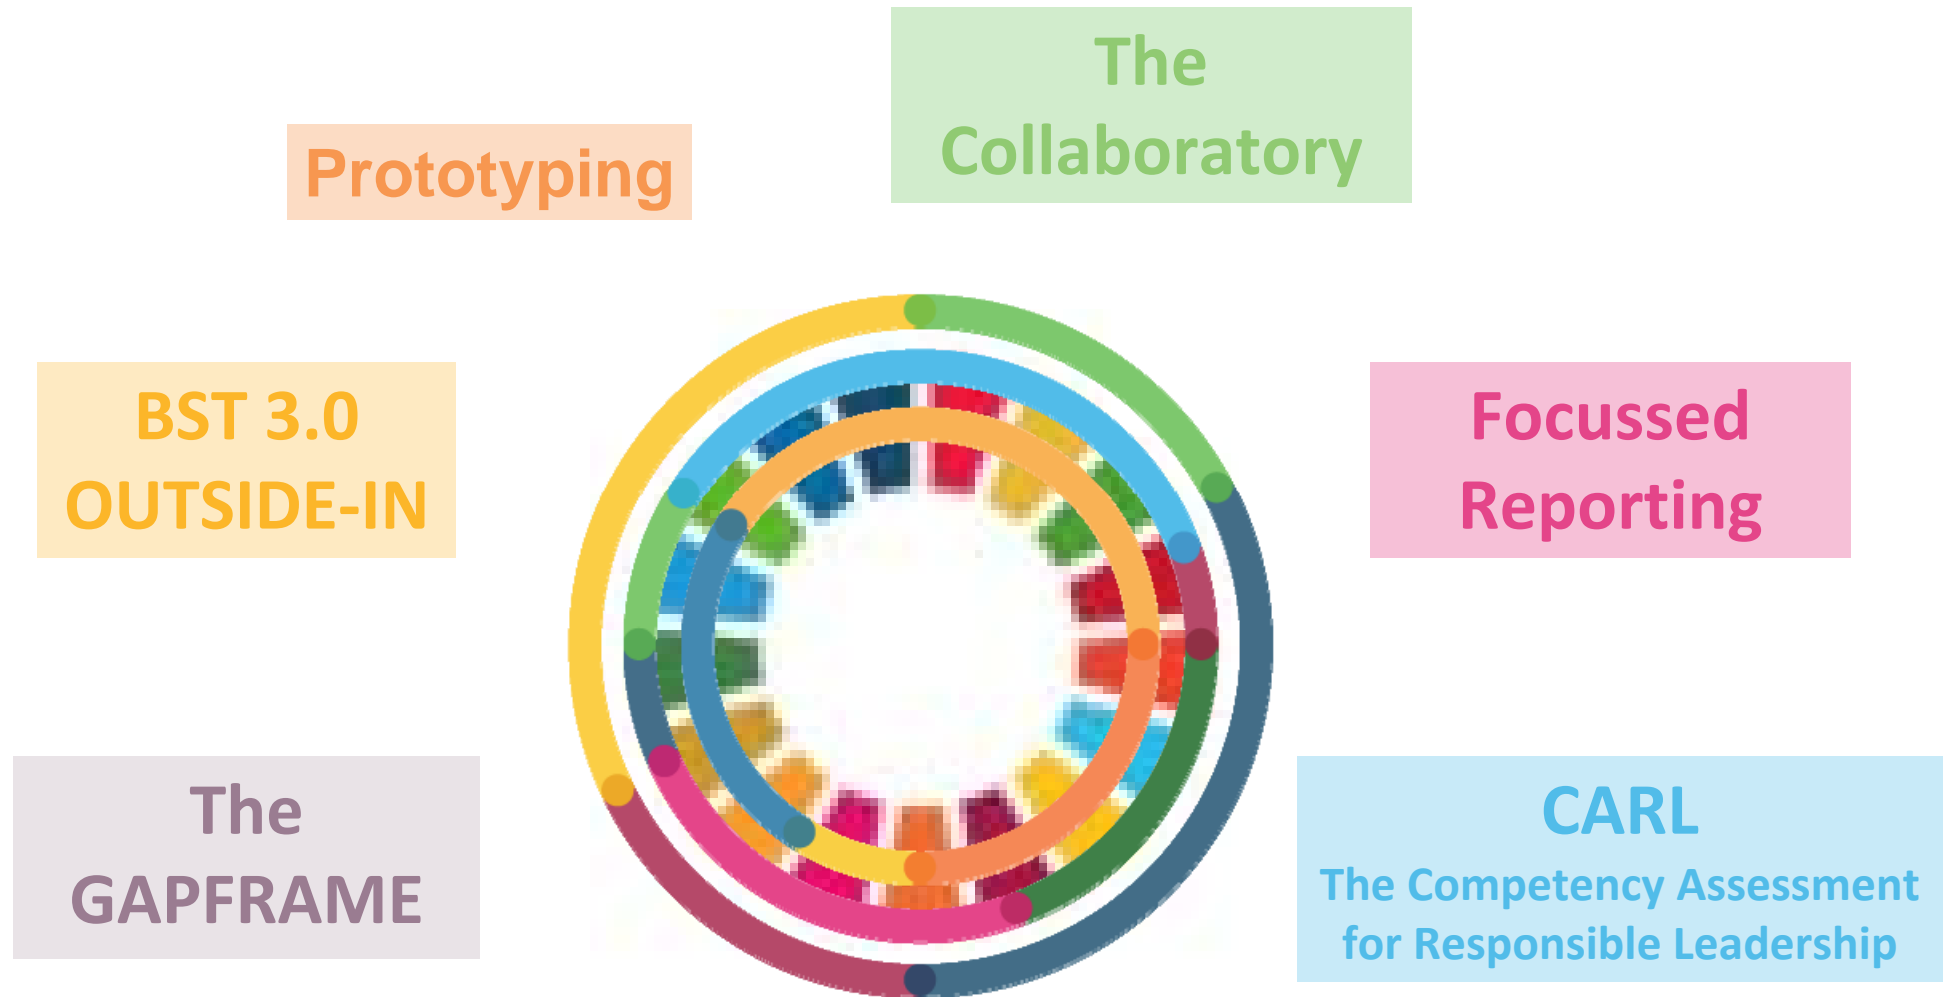 The
Collaboratory
Prototyping
BST 3.0
OUTSIDE-IN
Focussed
Reporting
The
GAPFRAME
CARL
The Competency Assessment
for Responsible Leadership